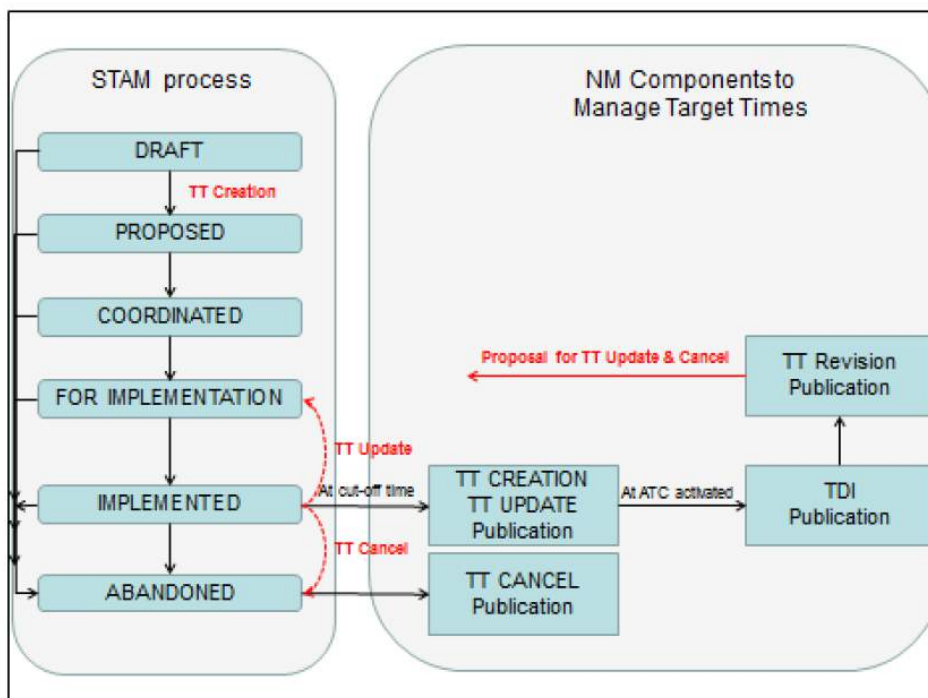 STAM process
DRAFT
TT Creation
PROPOSED
COORDINATED
FOR IMPLEMENTATION
TT Update
IMPLEMENTED
TT Cancel
ABANDONED
NM Components to
Manage Target Times
Proposal for TT Update & Cancel
TT Revision
Publication
At cut-off time
TT CREATION
TT UPDATE
Publication
At ATC activated
TDI
Publication
TT CANCEL
Publication